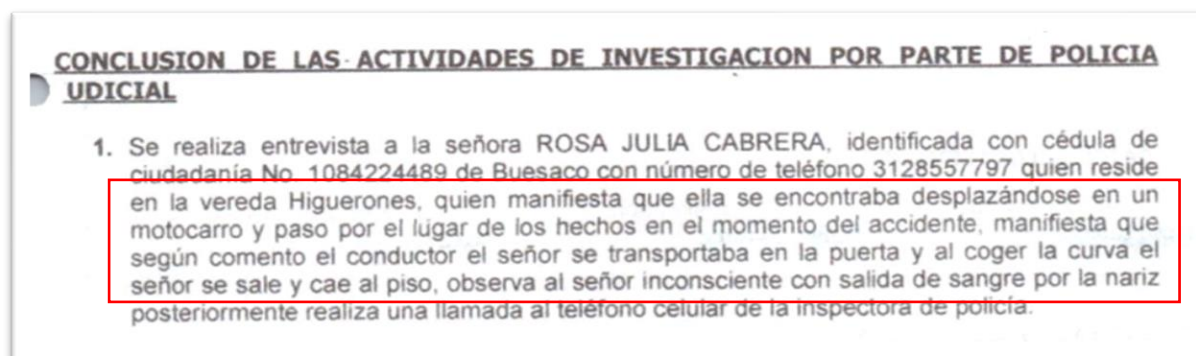 CONCLUSION DE LAS ACTIVIDADES DE INVESTIGACION POR PARTE DE POLICIA
UDICIAL
1. Se realiza entrevista a la señora ROSA JULIA CABRERA, identificada con cédula de
ciudadanía No. 1084224489 de Buesaco con número de teléfono 3128557797 quien reside
en la vereda Higuerones, quien manifiesta que ella se encontraba desplazándose en un
motocarro y paso por el lugar de los hechos en el momento del accidente, manifiesta que
según comento el conductor el señor se transportaba en la puerta y al coger la curva el
señor se sale y cae al piso, observa al señor inconsciente con salida de sangre por la nariz
posteriormente realiza una llamada al teléfono celular de la inspectora de policía.